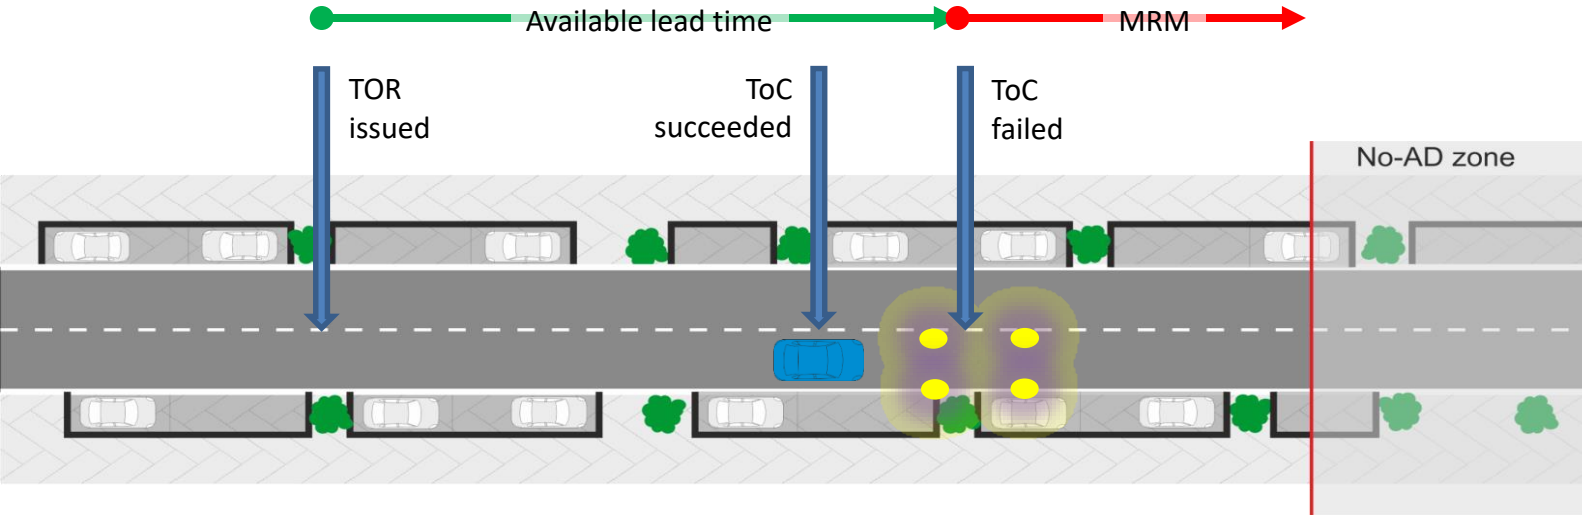 Available lead time
MRM
TOR
issued
ToC
succeeded
ToC
failed
No-AD zone